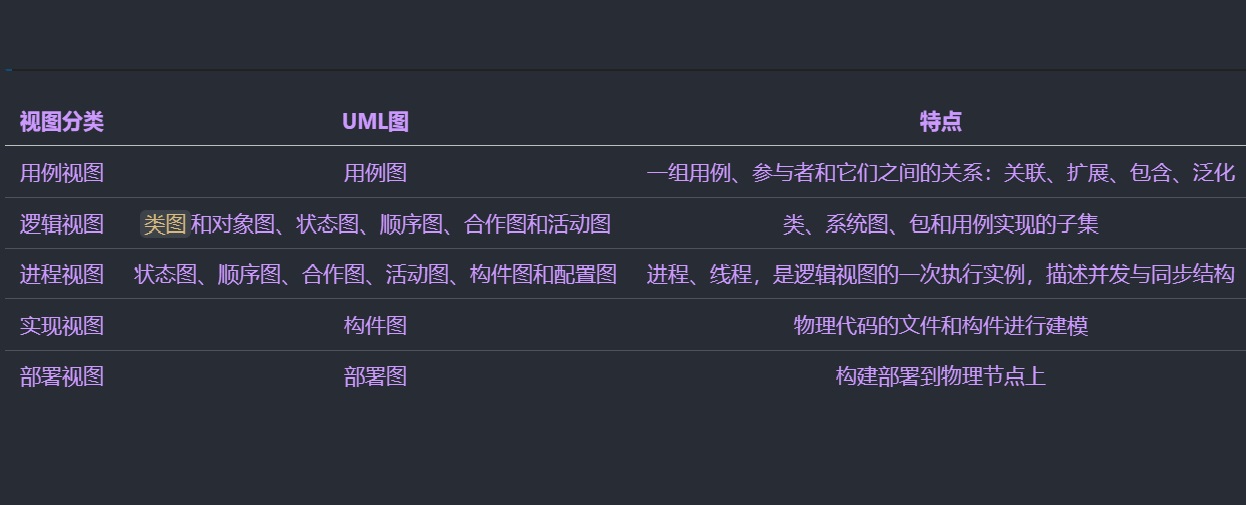 视图分类 UML图 特点
用例视图 用例图 一组用例、参与者和它们之间的关系：关联、扩展、包含、泛化
逻辑视图 类图和对象图、状态图、顺序图、合作图和活动图 类、系统图、包和用例实现的子集
进程视图 状态图、顺序图、合作图、活动图、构件图和配置图 进程、线程，是逻辑视图的一次执行实例，描述并发与同步结构
实现视图 构件图 物理代码的文件和构件进行建模
部署视图 部署图 构建部署到物理节点上